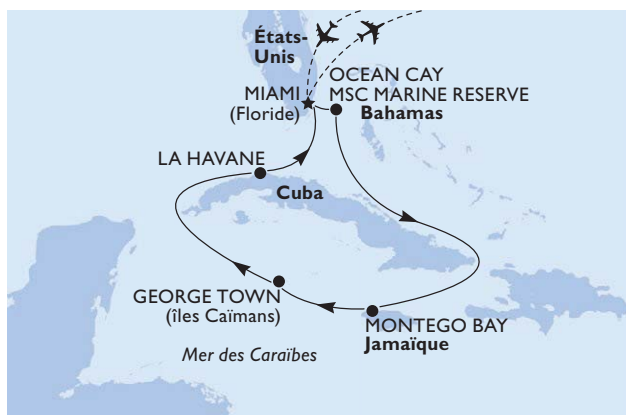 États-
Unis
OCEAN CAY
MIAMI
MSC MARINE RESERVE
(Floride)
Bahamas
LA HAVANE
Cuba
GEORGE TOWN
(îles Caïmans)
MONTEGO BAY
Jamaïque
Mer des Caraïbes